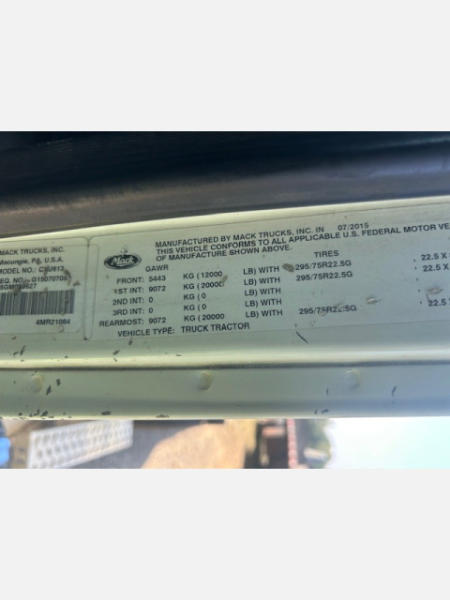 MACK TRUCKS, INC.
Macungie, Pa, U.S.A.
MODEL NO.: CXU613
4MR21084
Mack
MANUFACTURED BY MACK TRUCKS, INC. IN 07/2015
THIS VEHICLE CONFORMS TO ALL APPLICABLE U.S. FEDERAL MOTOR VE
OF MANUFACTURE SHOWN ABOVE.
GAWR TIRES
FRONT: 5443 KG (12000 LB) WITH 295/75R22.5G 22.5 X
1ST INT: 9072 KG (20000 LB) WITH 295/75R22.5G 22.5 X
2ND INT: 0 KG (0 LB) WITH
3RD INT: 0 KG (0 LB) WITH
REARMOST: 9072 KG (20000 LB) WITH 295/75R22.5G 22.5 X
VEHICLE TYPE: TRUCK TRACTOR